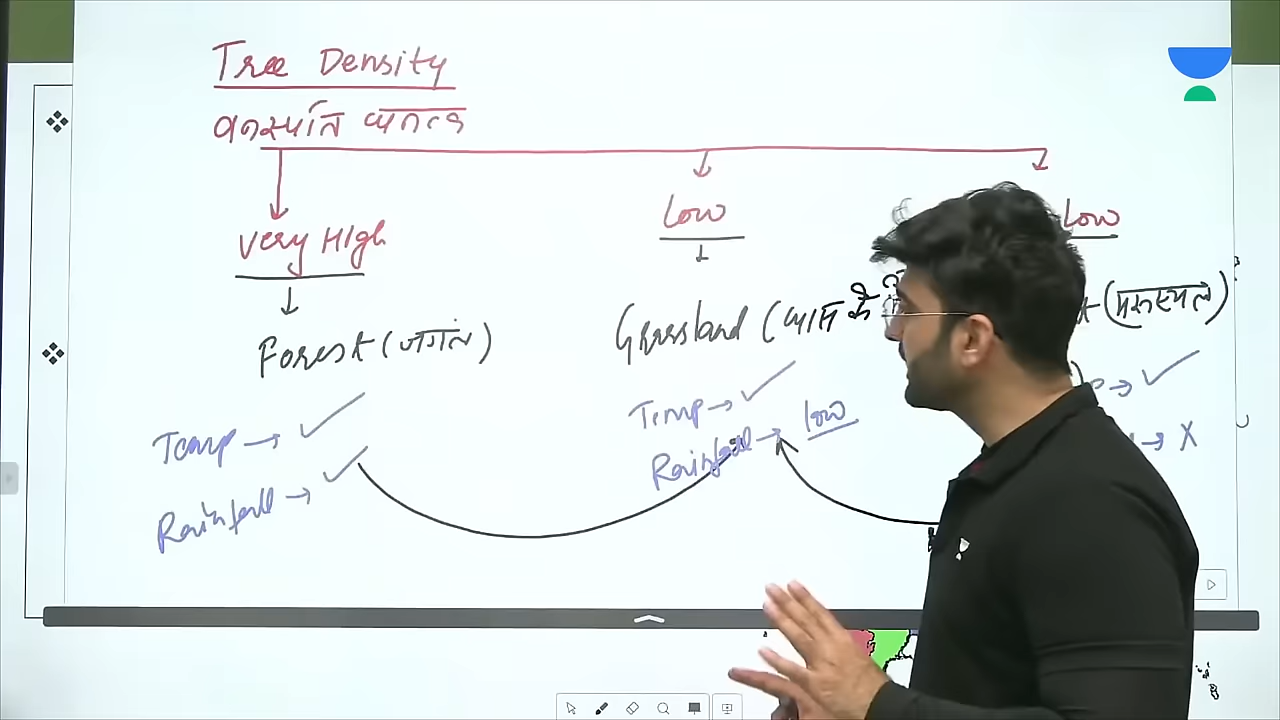 Tree Density
वनस्पति घनत्व
Very High
Low
Low
Forest (जंगल)
Grassland (घास के
(मरुस्थल)
Temp → ✓
Rainfall → ✓
Temp → ✓
Rainfall → low
p → ✓
→ X